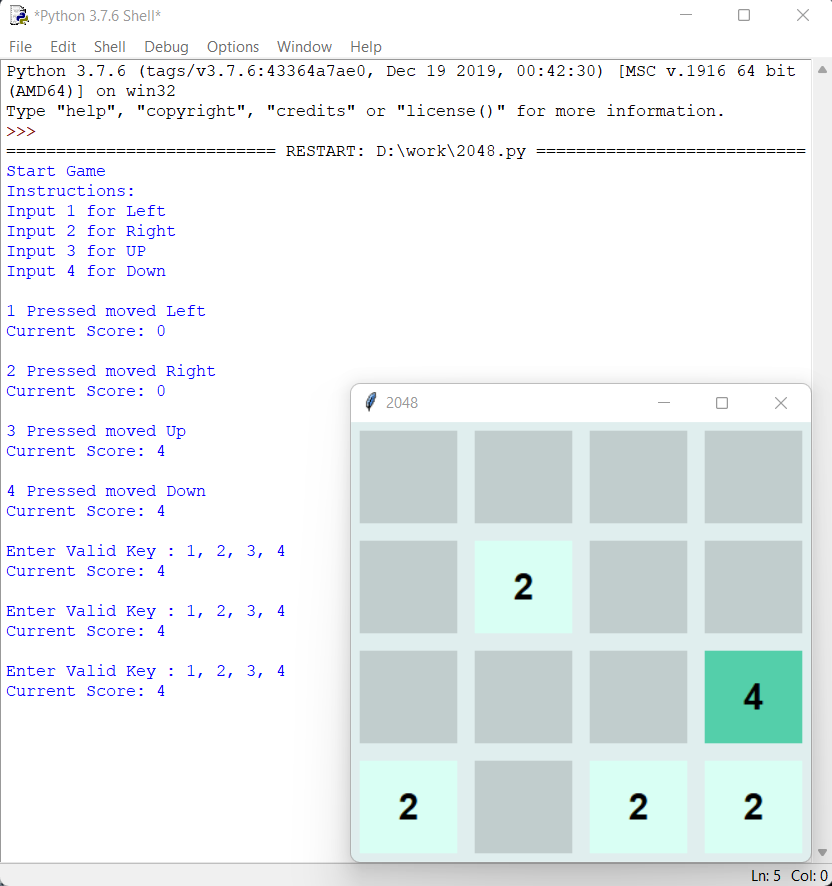 *Python 3.7.6 Shell*
File Edit Shell Debug Options Window Help
Python 3.7.6 (tags/v3.7.6:43364a7ae0, Dec 19 2019, 00:42:30) [MSC v.1916 64 bit
(AMD64)] on win32
Type "help", "copyright", "credits" or "license()" for more information.
>>>
=========================== RESTART: D:\work\2048.py ===========================
Start Game
Instructions:
Input 1 for Left
Input 2 for Right
Input 3 for UP
Input 4 for Down
1 Pressed moved Left
Current Score: 0
2 Pressed moved Right
Current Score: 0
3 Pressed moved Up
Current Score: 4
4 Pressed moved Down
Current Score: 4
Enter Valid Key : 1, 2, 3, 4
Current Score: 4
Enter Valid Key : 1, 2, 3, 4
Current Score: 4
Enter Valid Key : 1, 2, 3, 4
Current Score: 4
2048
2
4
2 2 2
Ln: 5 Col: 0